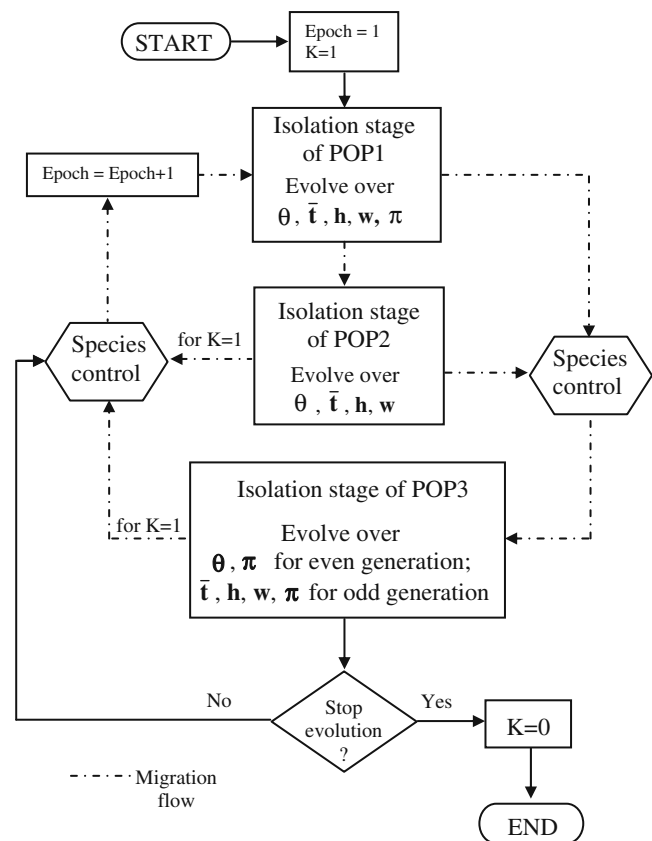 START
Epoch = 1
K=1
Isolation stage
of POP1
Evolve over
θ, t̄, h, w, π
Epoch = Epoch+1
Isolation stage
of POP2
Evolve over
θ, t̄, h, w
for K=1
Species
control
Species
control
Isolation stage of POP3
Evolve over
θ, π for even generation;
t̄, h, w, π for odd generation
for K=1
No
Stop
evolution
?
Yes
K=0
Migration
flow
END